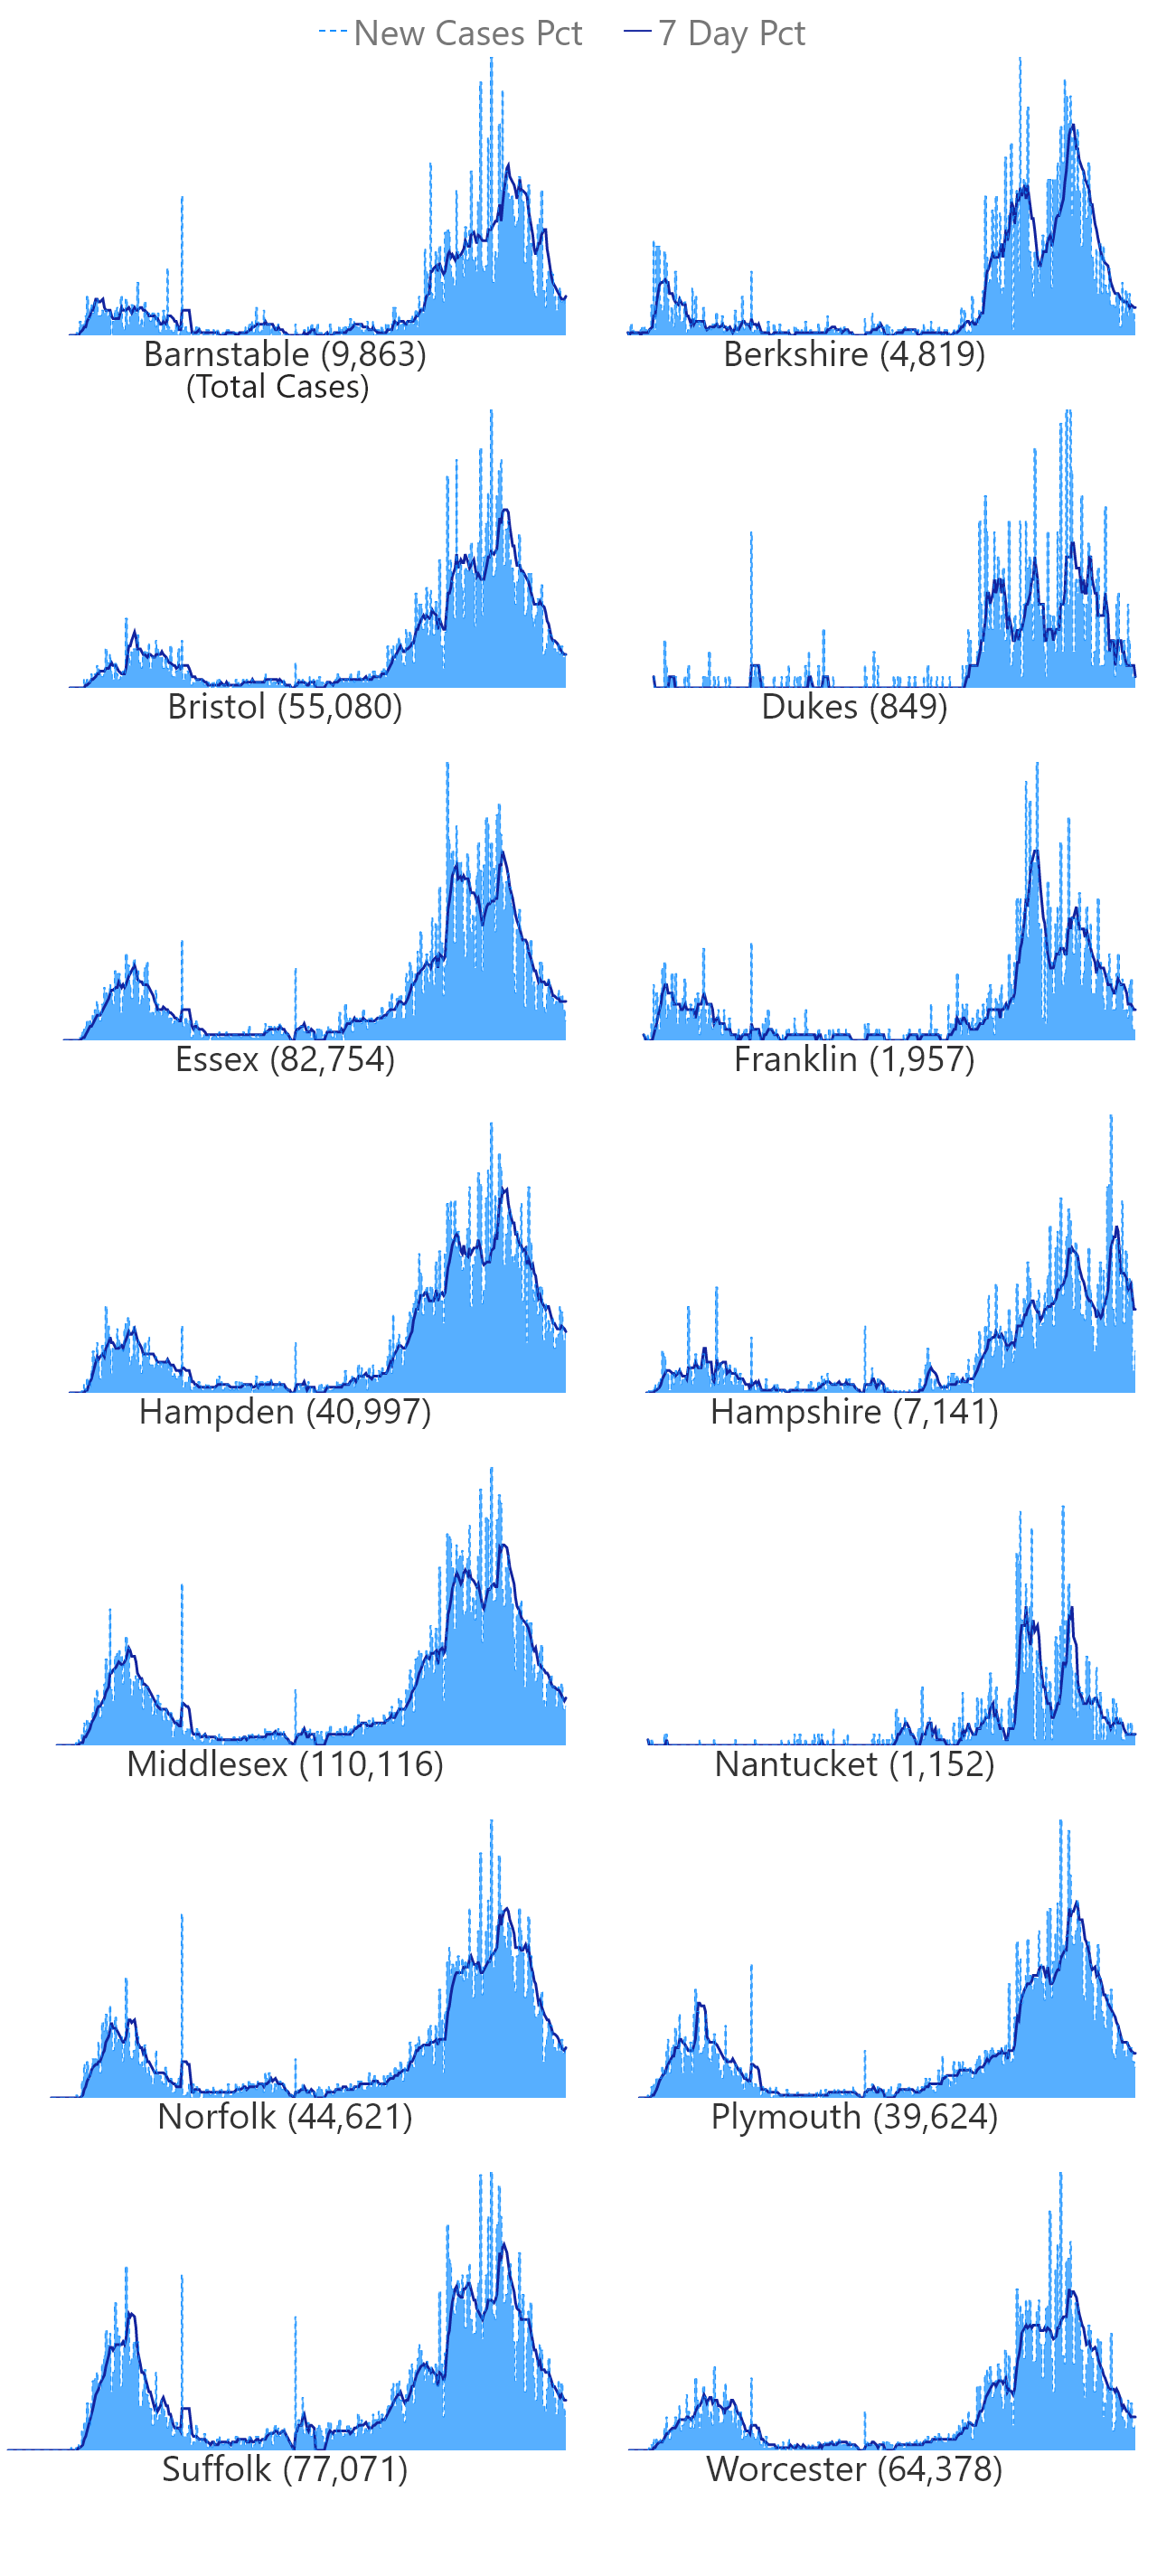 New Cases Pct 7 Day Pct
Barnstable (9,863)
(Total Cases)
Berkshire (4,819)
Bristol (55,080)
Dukes (849)
Essex (82,754)
Franklin (1,957)
Hampden (40,997)
Hampshire (7,141)
Middlesex (110,116)
Nantucket (1,152)
Norfolk (44,621)
Plymouth (39,624)
Suffolk (77,071)
Worcester (64,378)